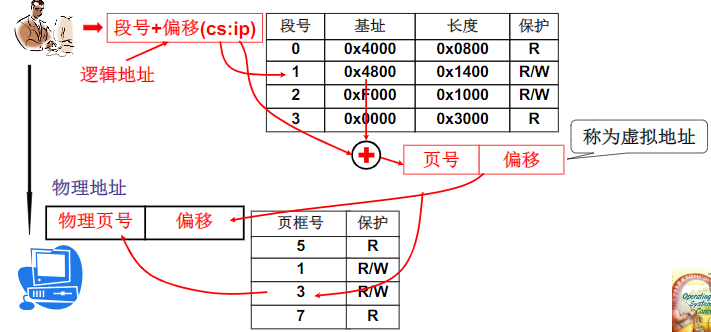 段号+偏移(cs:ip)
逻辑地址
段号 基址 长度 保护
0 0x4000 0x0800 R
1 0x4800 0x1400 R/W
2 0xF000 0x1000 R/W
3 0x0000 0x3000 R
页号 偏移
称为虚拟地址
物理地址
物理页号 偏移
页框号 保护
5 R
1 R/W
3 R/W
7 R
Operating
System
Conce